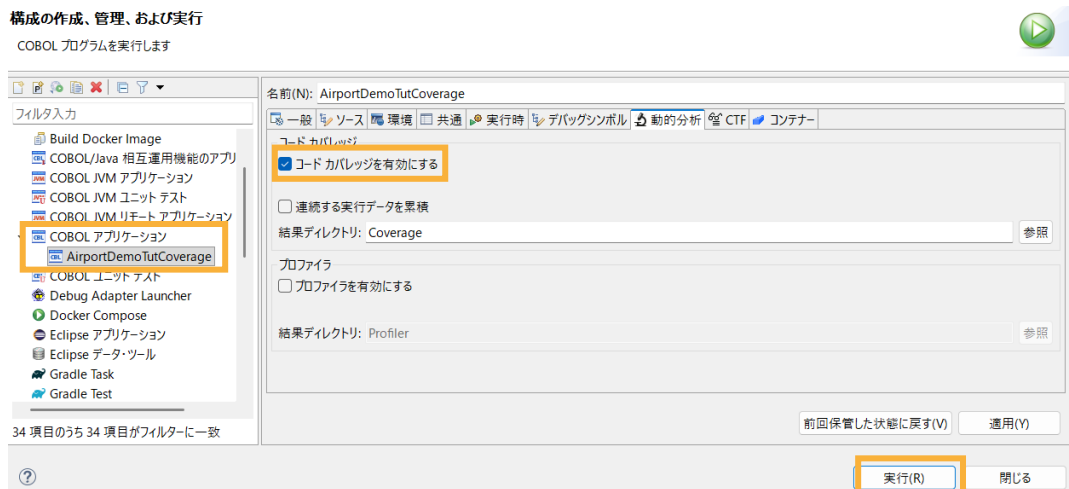 構成の作成、管理、および実行
COBOL プログラムを実行します
フィルタ入力
Build Docker Image
COBOL/Java 相互運用機能のアプリ
COBOL JVM アプリケーション
COBOL JVM ユニット テスト
COBOL JVM リモート アプリケーション
COBOL アプリケーション
AirportDemoTutCoverage
COBOL ユニット テスト
Debug Adapter Launcher
Docker Compose
Eclipse アプリケーション
Eclipse データ・ツール
Gradle Task
Gradle Test
34 項目のうち 34 項目がフィルターに一致
名前(N): AirportDemoTutCoverage
一般 ソース 環境 共通 実行時 デバッグシンボル 動的分析 CTF コンテナー
コード カバレッジ
コード カバレッジを有効にする
連続する実行データを累積
結果ディレクトリ: Coverage 参照
プロファイラ
プロファイラを有効にする
結果ディレクトリ: Profiler 参照
前回保管した状態に戻す(V) 適用(Y)
実行(R) 閉じる